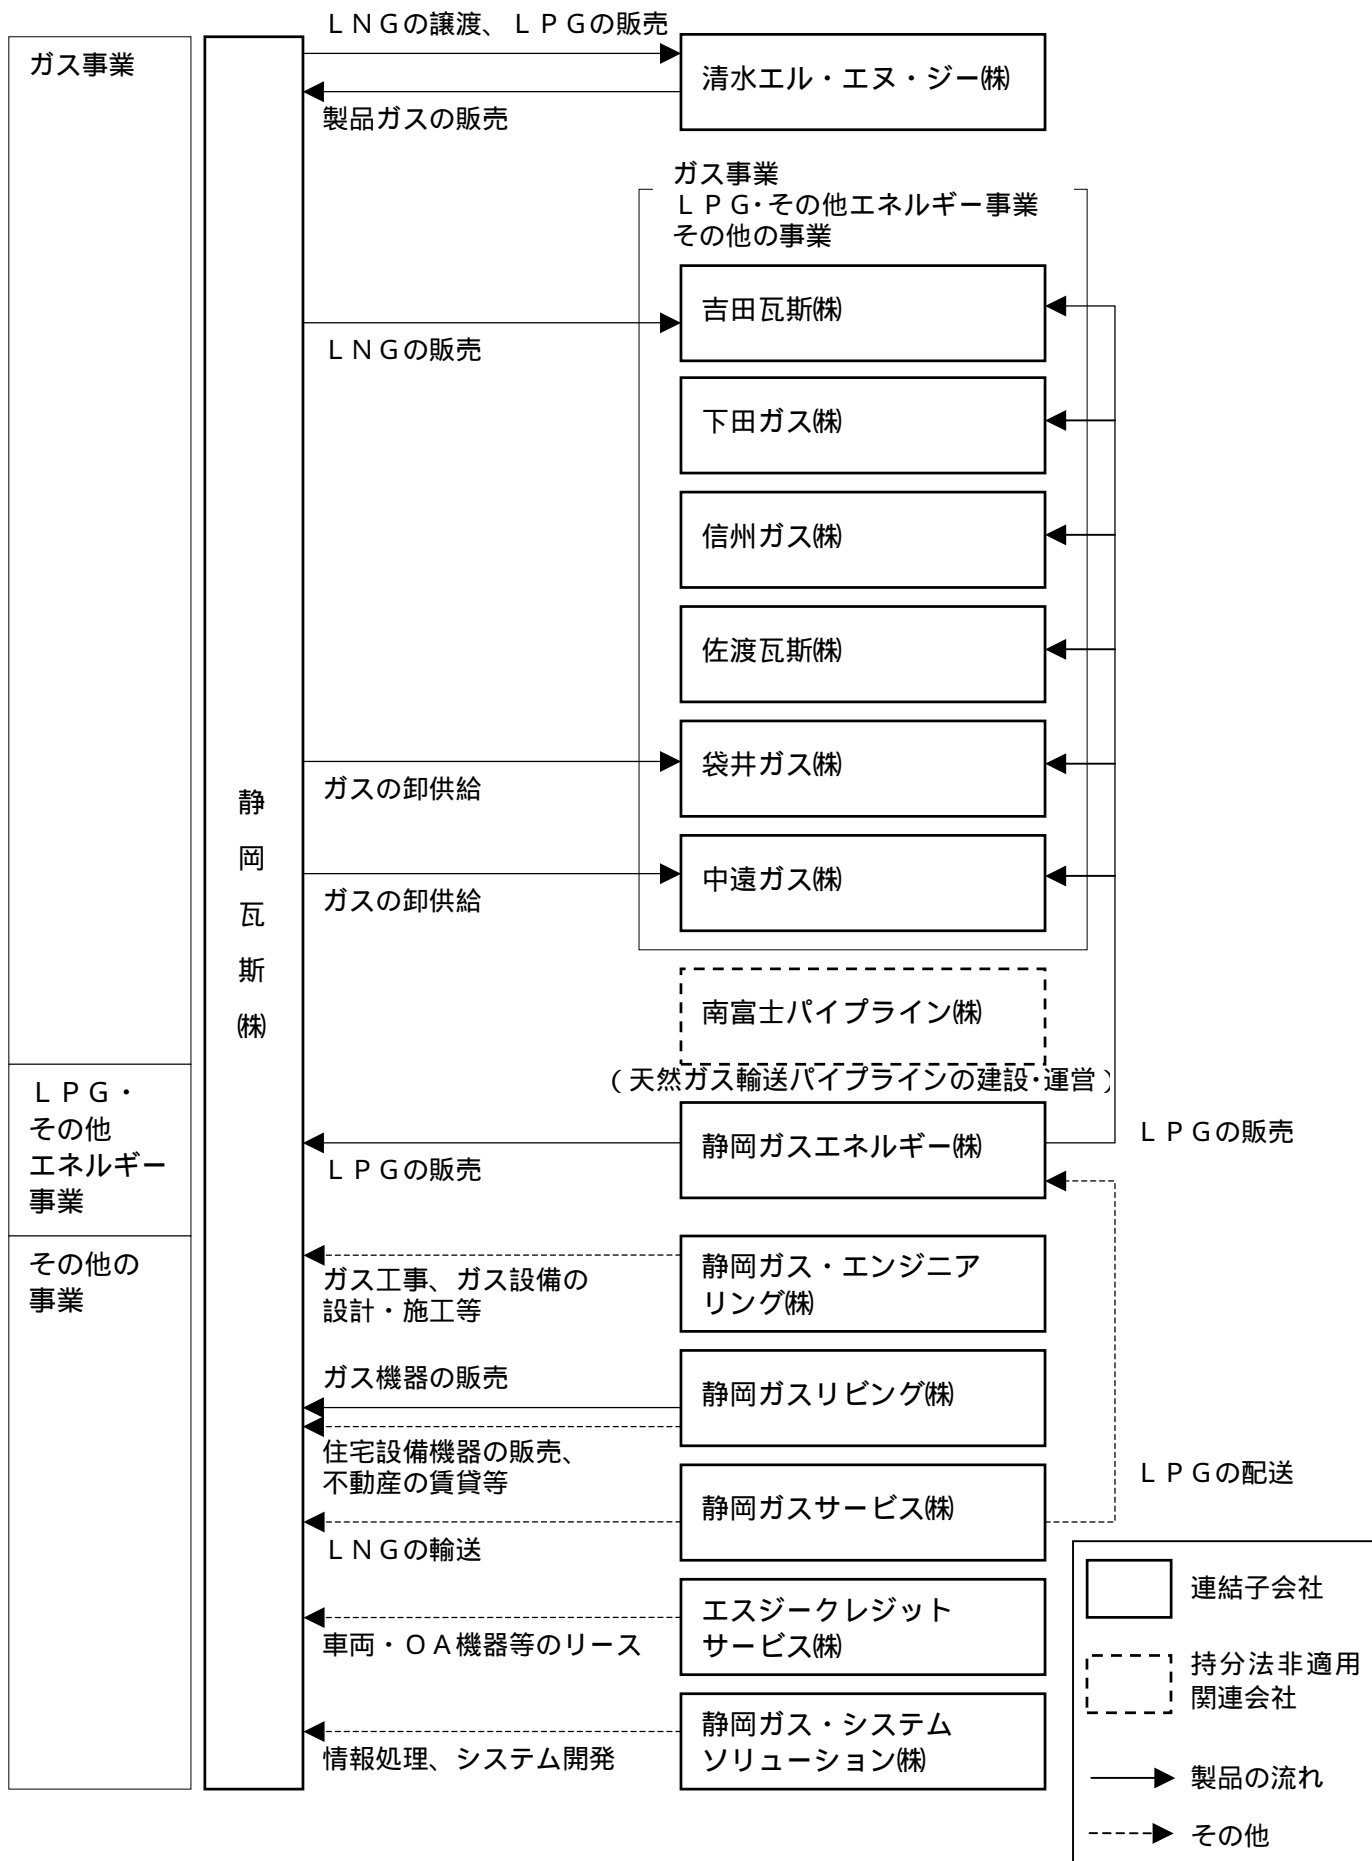 ＬＮＧの譲渡、ＬＰＧの販売
ガス事業
清水エル・エヌ・ジー㈱
製品ガスの販売
ガス事業
ＬＰＧ・その他エネルギー事業
その他の事業
吉田瓦斯㈱
ＬＮＧの販売
下田ガス㈱
信州ガス㈱
佐渡瓦斯㈱
袋井ガス㈱
ガスの卸供給
中遠ガス㈱
ガスの卸供給
静
岡
瓦
斯
㈱
南富士パイプライン㈱
（天然ガス輸送パイプラインの建設・運営）
ＬＰＧ・
その他
エネルギー
事業
静岡ガスエネルギー㈱
ＬＰＧの販売
ＬＰＧの販売
その他の
事業
静岡ガス・エンジニア
リング㈱
ガス工事、ガス設備の
設計・施工等
ガス機器の販売
静岡ガスリビング㈱
住宅設備機器の販売、
不動産の賃貸等
ＬＰＧの配送
静岡ガスサービス㈱
ＬＮＧの輸送
エスジークレジット
サービス㈱
車両・ＯＡ機器等のリース
静岡ガス・システム
ソリューション㈱
情報処理、システム開発
連結子会社
持分法非適用
関連会社
製品の流れ
その他